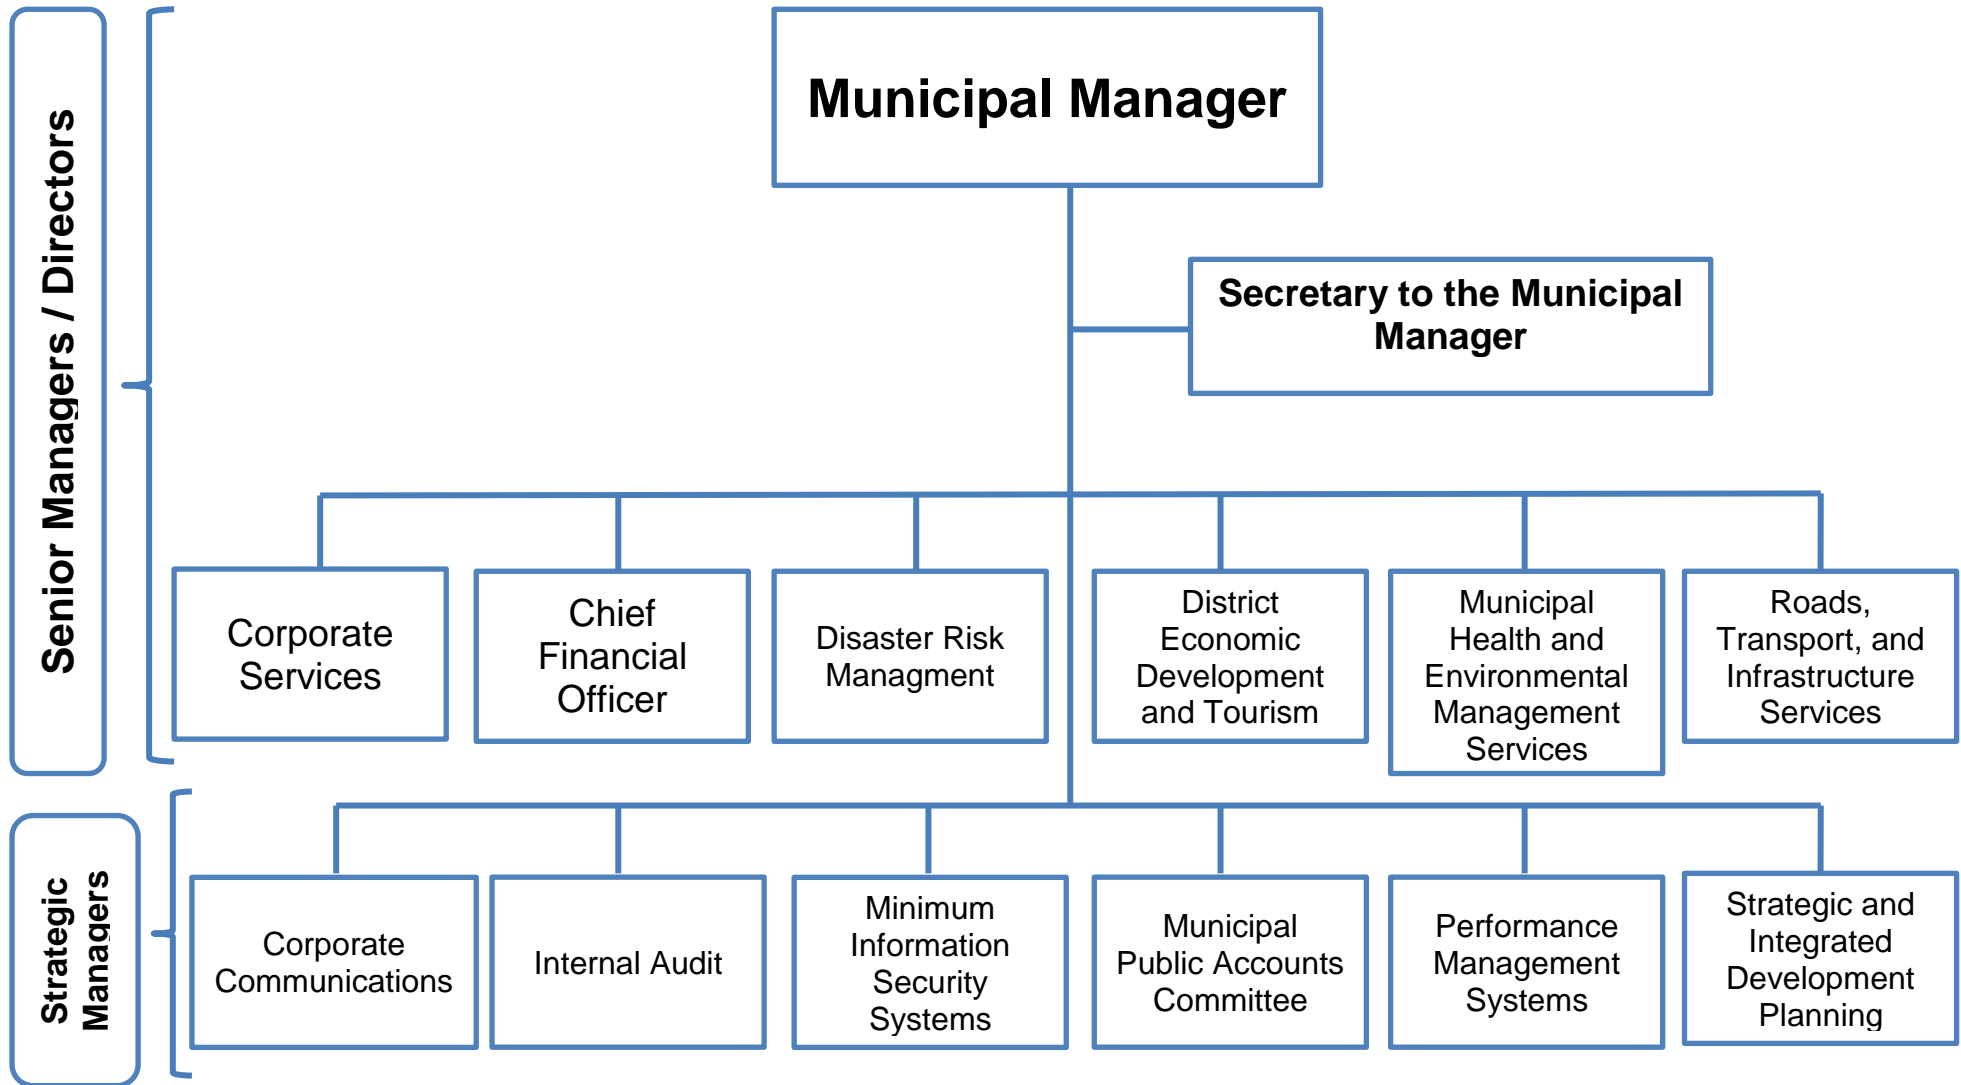 Senior Managers / Directors
Municipal Manager
Secretary to the Municipal
Manager
Corporate
Services
Chief
Financial
Officer
Disaster Risk
Managment
District
Economic
Development
and Tourism
Municipal
Health and
Environmental
Management
Services
Roads,
Transport, and
Infrastructure
Services
Strategic
Managers
Corporate
Communications
Internal Audit
Minimum
Information
Security
Systems
Municipal
Public Accounts
Committee
Performance
Management
Systems
Strategic and
Integrated
Development
Planning